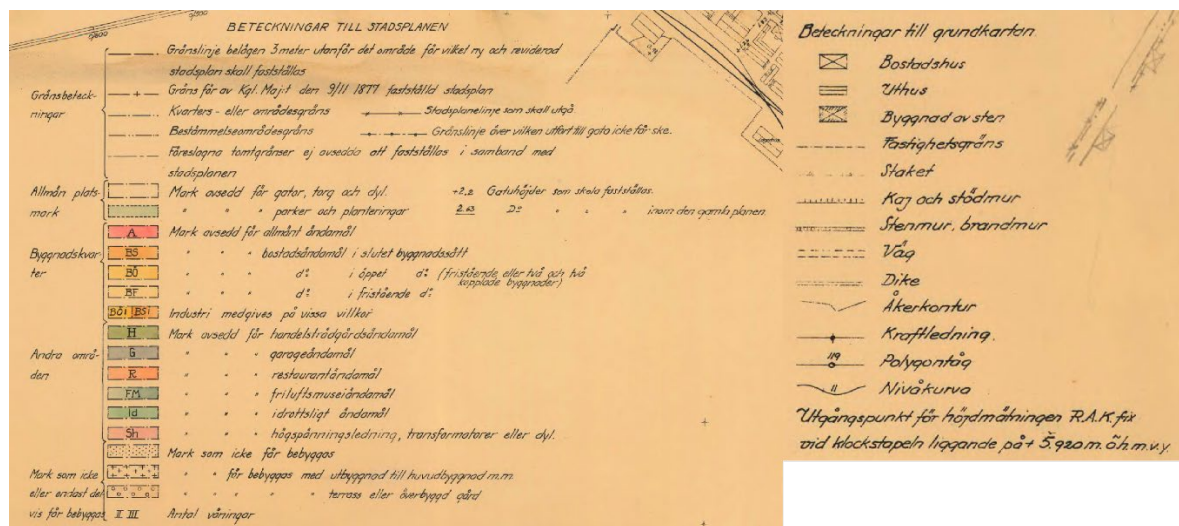 9/800
9/800
BETECKNINGAR TILL STADSPLANEN
Gränsbeteck-
ningar
Gränslinje belägen 3 meter utanför det område för vilket ny och reviderad
stadsplan skall fastställas
Gräns för av Kgl. Maj:t den 9/11 1877 fastställd stadsplan
Kvarters- eller områdesgräns
Stadsplanelinje som skall utgå.
Bestämmelseområdesgräns
Gränslinje över vilken utfart till gata icke får ske.
Föreslagna tomtgränser ej avsedda att fastställas i samband med
stadsplanen
Allmän plats-
mark
Mark avsedd för gator, torg och dyl.
+2.2 Gatuhöjder som skola fastställas.
" " " parker och planteringar
D:o " " " inom den gamla planen.
Byggnadskvar-
ter
A Mark avsedd för allmänt ändamål
BS " " " bostadsändamål i slutet byggnadssätt
BÖ " " " d:o i öppet d:o (fristående eller två och två
kopplade byggnader)
BF " " " d:o i fristående d:o
BÖi BSi Industri medgives på vissa villkor
Andra områ-
den
H Mark avsedd för handelsträdgårdsändamål
G " " " garageändamål
R " " " restaurantändamål
FM " " " friluftsmuseiändamål
Id " " " idrottsligt ändamål
Sh " " " högspänningsledning, transformatorer eller dyl.
Mark som icke
eller endast del
vis får bebyggas
Mark som icke får bebyggas
" " " får bebyggas med utbyggnad till huvudbyggnad m.m.
" " " " " terrass eller överbyggd gård
II III Antal våningar
Beteckningar till grundkartan.
Bostadshus
Uthus
Byggnad av sten
Fastighetsgräns
Staket
Kaj och stödmur
Stenmur, brandmur
Väg
Dike
Åkerkontur
Kraftledning.
119 Polygontåg
11 Nivåkurva
Utgångspunkt för höjdmätningen R.A.K. fix
vid klockstapeln liggande på + 5.920 m. ö.h.m.v.y.